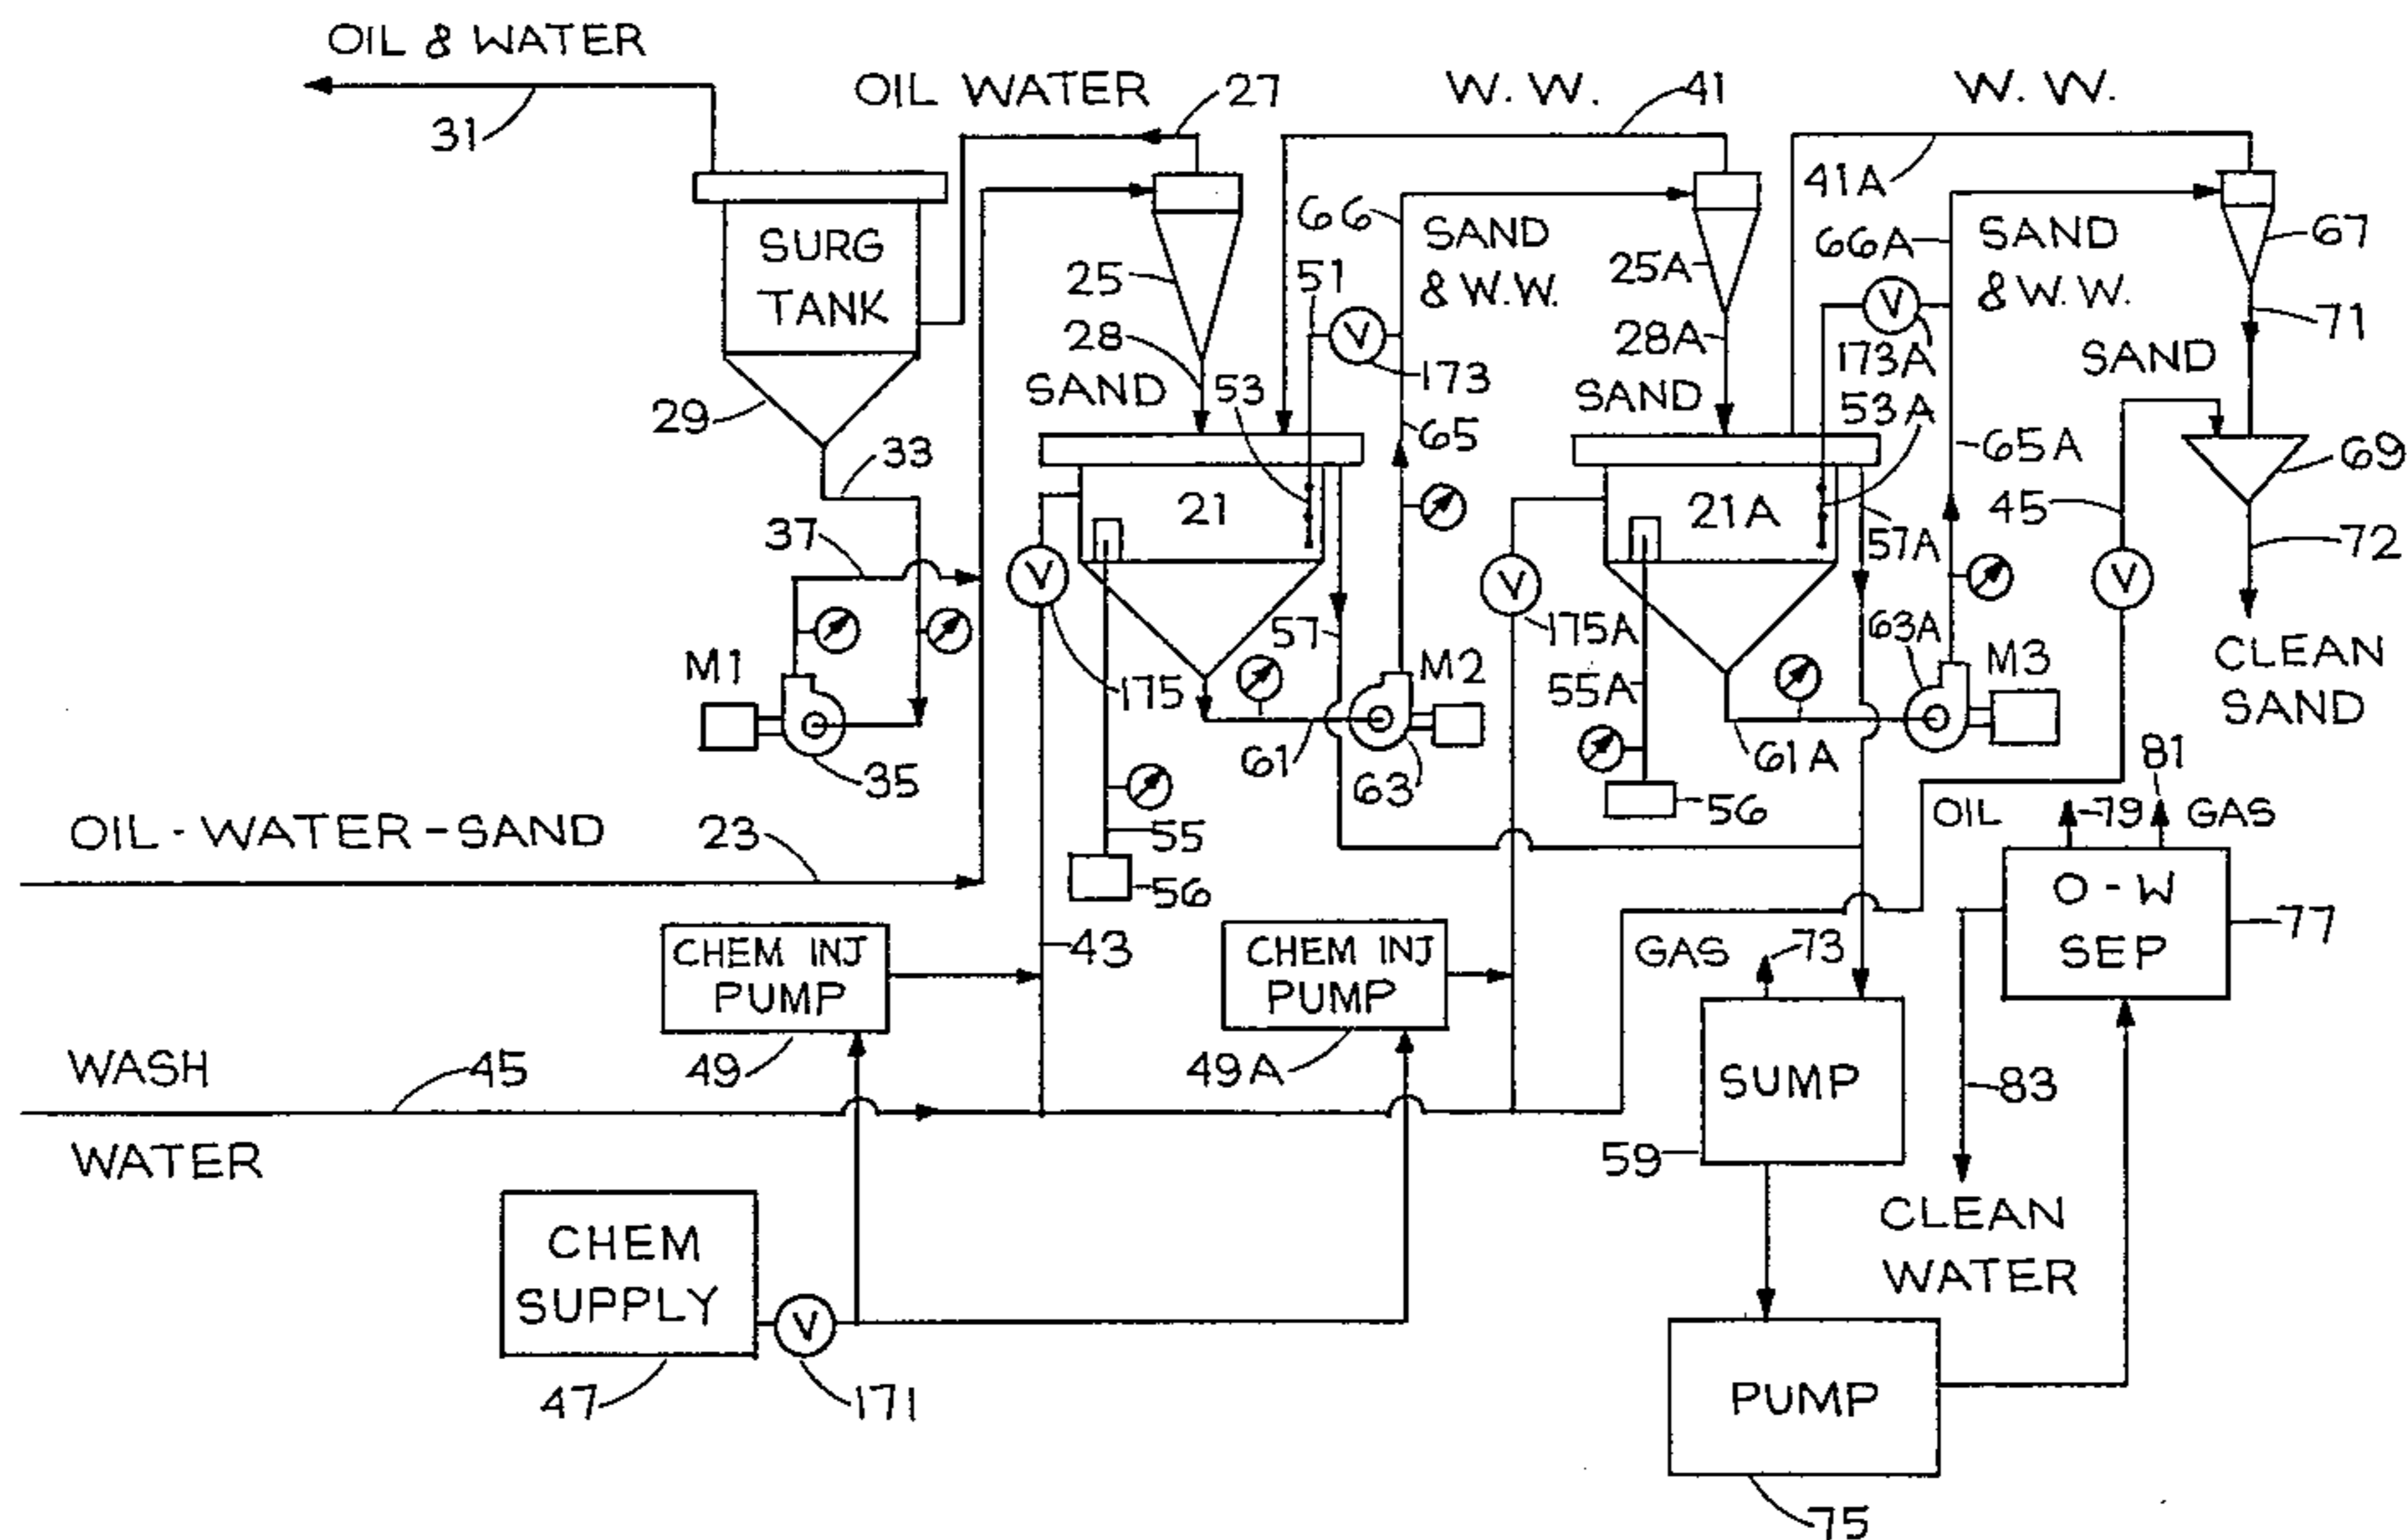 OIL & WATER
31
OIL WATER
27
W. W.
41
W. W.
41A
SURG
TANK
29
33
25
28
SAND
66
SAND
& W.W.
51
53
173
65
25A
28A
SAND
66A
SAND
& W.W.
173A
53A
65A
67
71
SAND
69
45
72
CLEAN
SAND
37
M1
35
21
V
V
175
57
M2
61
63
55
56
21A
V
V
175A
57A
63A
M3
55A
61A
56
V
OIL-WATER-SAND
23
43
CHEM INJ
PUMP
49
CHEM INJ
PUMP
49A
WASH
45
WATER
CHEM
SUPPLY
47
V
171
GAS
73
SUMP
59
PUMP
75
OIL
79
81
GAS
O-W
SEP
77
83
CLEAN
WATER